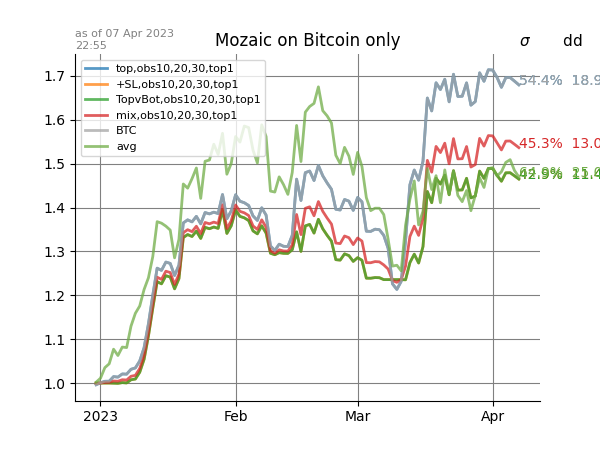 as of 07 Apr 2023
22:55
Mozaic on Bitcoin only
σ dd
top,obs10,20,30,top1
+SL,obs10,20,30,top1
TopvBot,obs10,20,30,top1
mix,obs10,20,30,top1
BTC
avg
1.7
1.6
1.5
1.4
1.3
1.2
1.1
1.0
54.4% 18.9
45.3% 13.0
2023 Feb Mar Apr